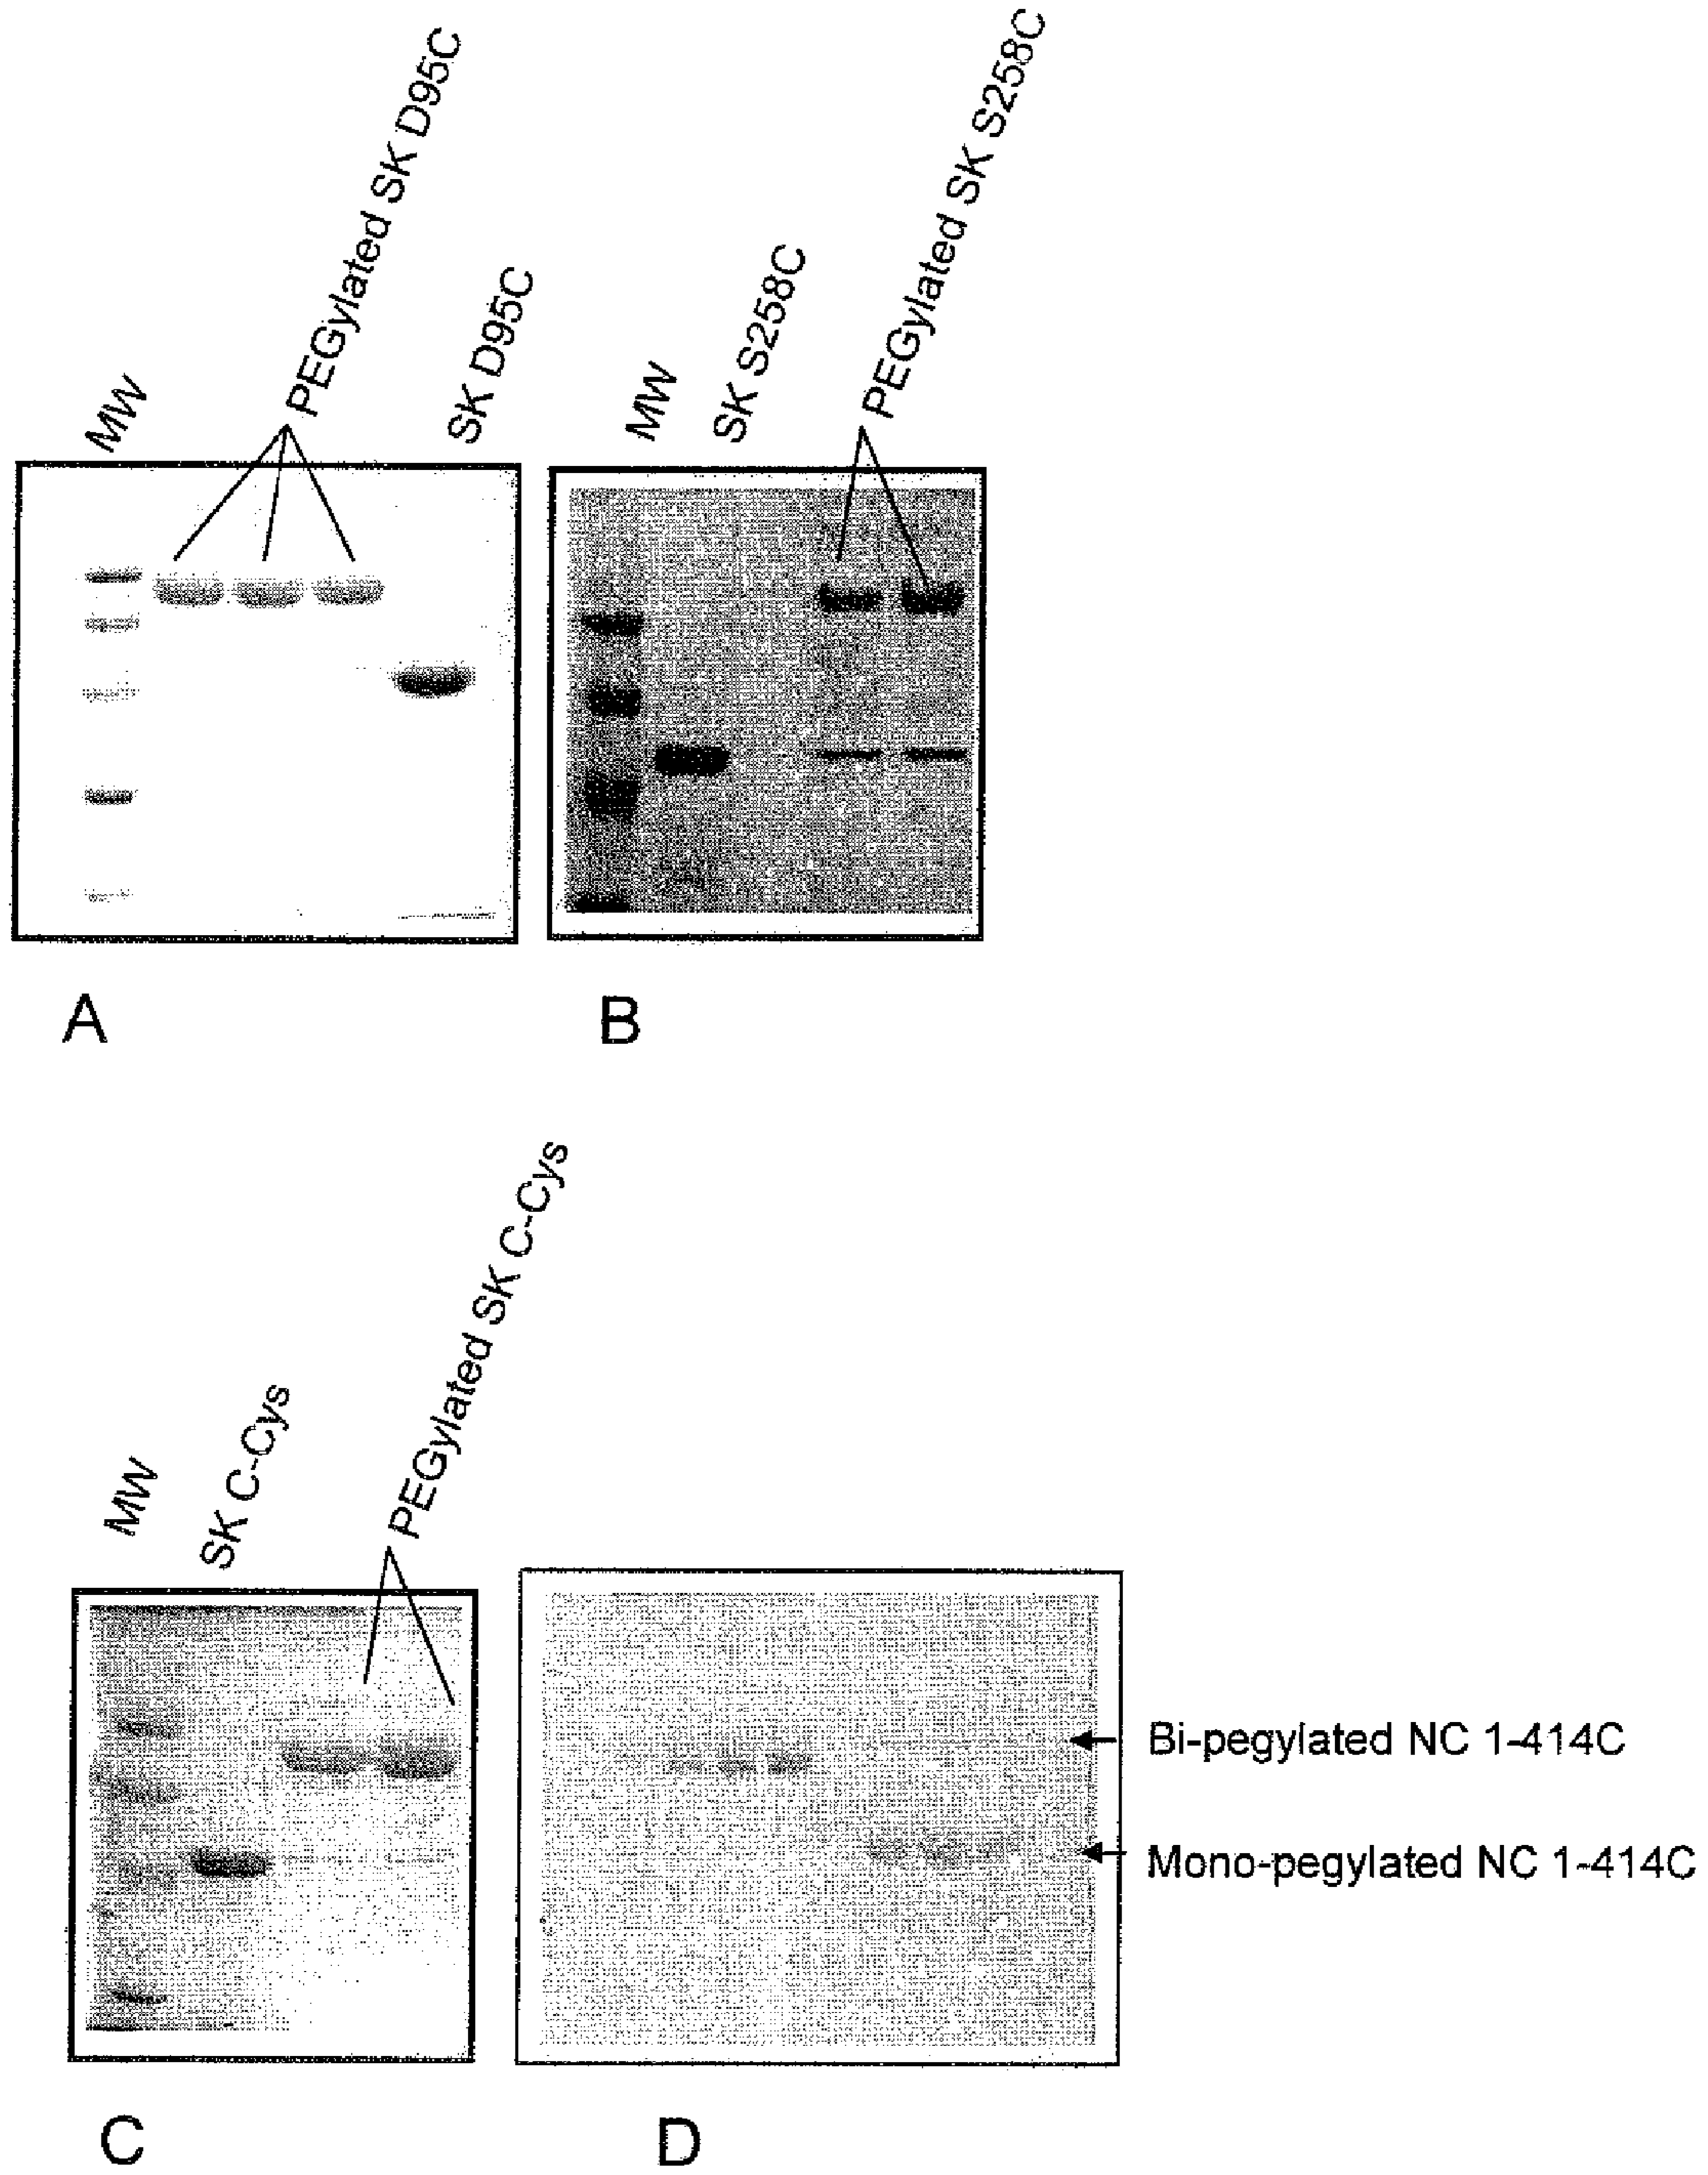 MW
PEGylated SK D95C
SK D95C
MW
SK S258C
PEGylated SK S258C
A
B
MW
SK C-Cys
PEGylated SK C-Cys
Bi-pegylated NC 1-414C
Mono-pegylated NC 1-414C
C
D